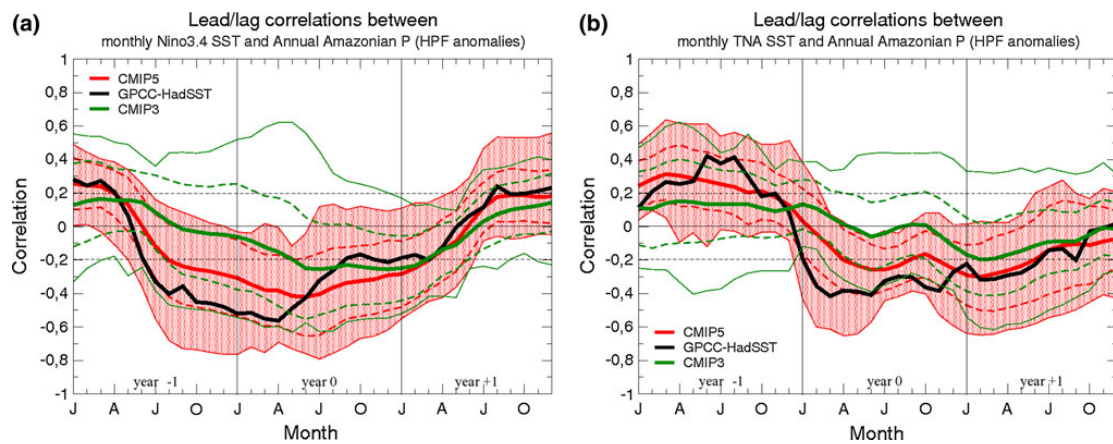 (a)
Lead/lag correlations between
monthly Nino3.4 SST and Annual Amazonian P (HPF anomalies)
1
0,8
0,6
0,4
0,2
0
-0,2
-0,4
-0,6
-0,8
-1
Correlation
CMIP5
GPCC-HadSST
CMIP3
year -1
year 0
year +1
J A J O J A J O J A J O
Month
(b)
Lead/lag correlations between
monthly TNA SST and Annual Amazonian P (HPF anomalies)
1
0,8
0,6
0,4
0,2
0
-0,2
-0,4
-0,6
-0,8
-1
Correlation
CMIP5
GPCC-HadSST
CMIP3
year -1
year 0
year +1
J A J O J A J O J A J O
Month